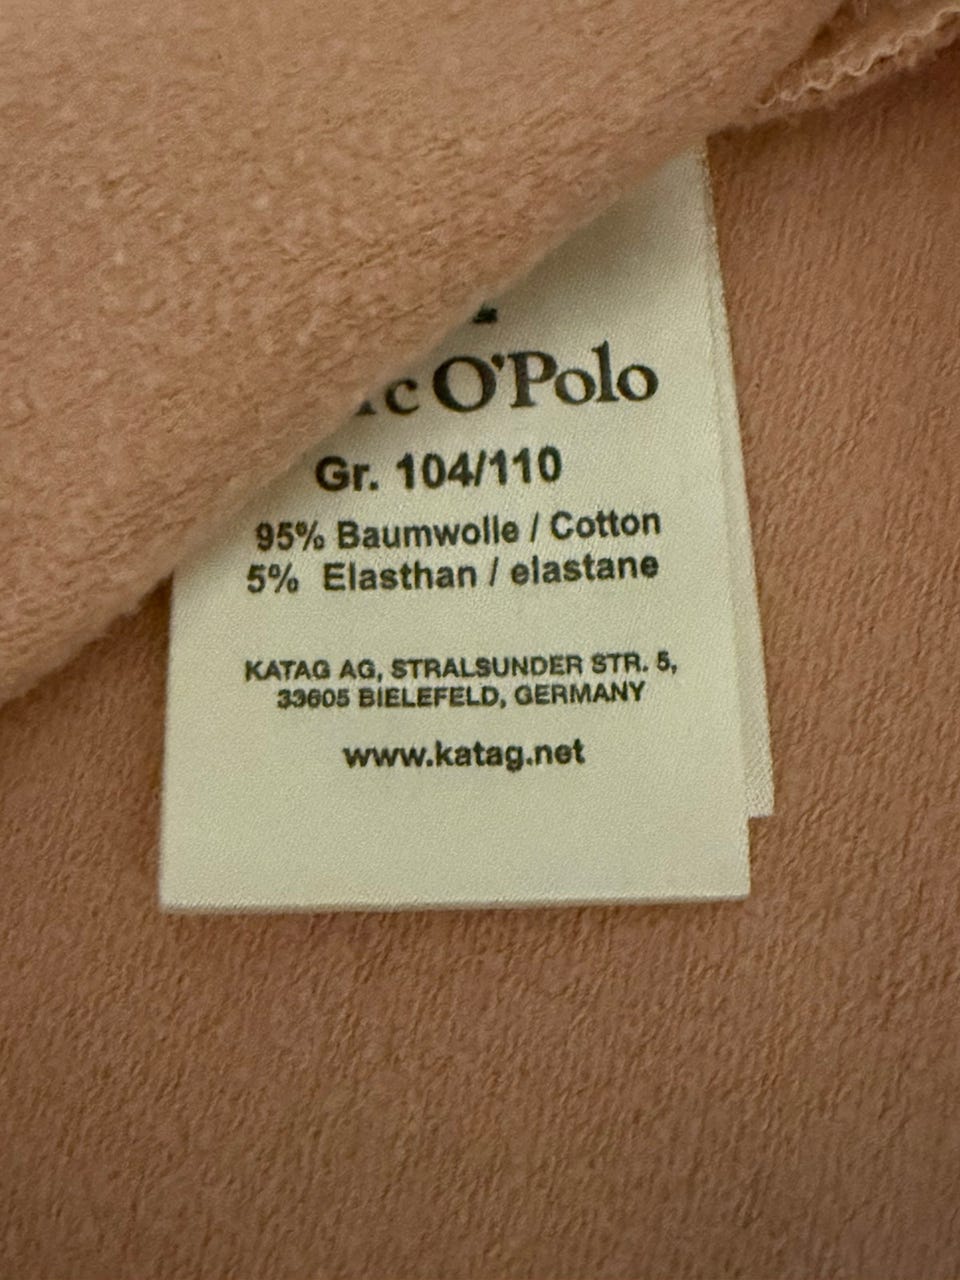 c O'Polo
Gr. 104/110
95% Baumwolle / Cotton
5% Elasthan / elastane
KATAG AG, STRALSUNDER STR. 5,
33605 BIELEFELD, GERMANY
www.katag.net